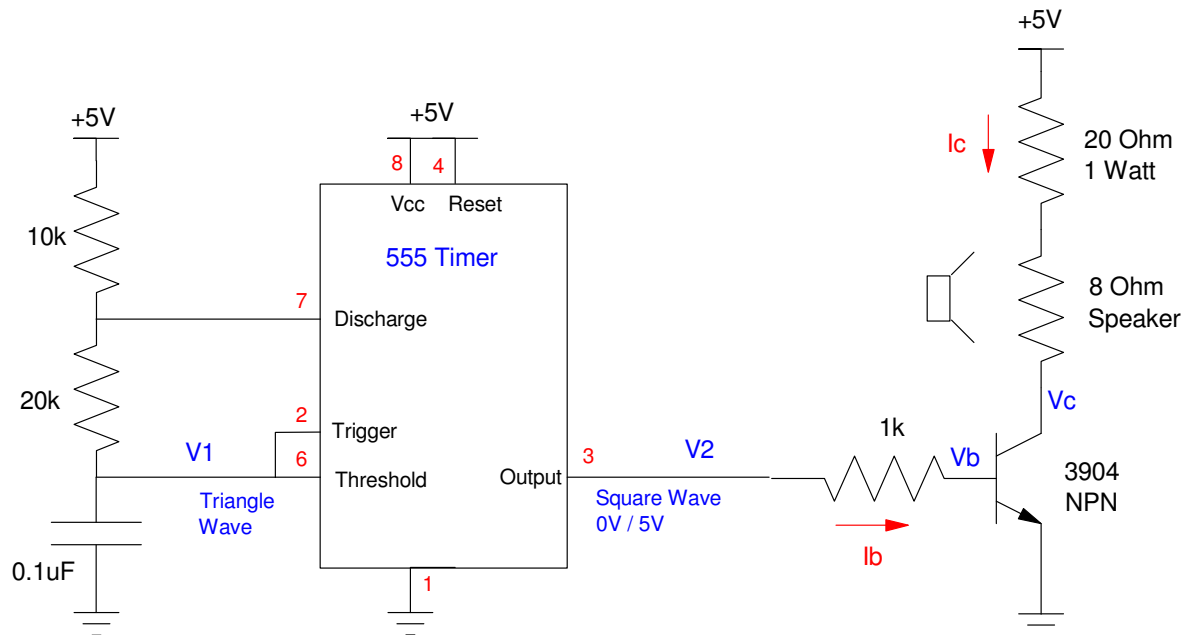 +5V
+5V
+5V
10k
20k
0.1uF
V1
Triangle
Wave
8
4
Vcc
Reset
555 Timer
7
Discharge
2
Trigger
6
Threshold
Output
3
1
V2
Square Wave
0V / 5V
1k
Ib
Vb
Ic
20 Ohm
1 Watt
8 Ohm
Speaker
Vc
3904
NPN